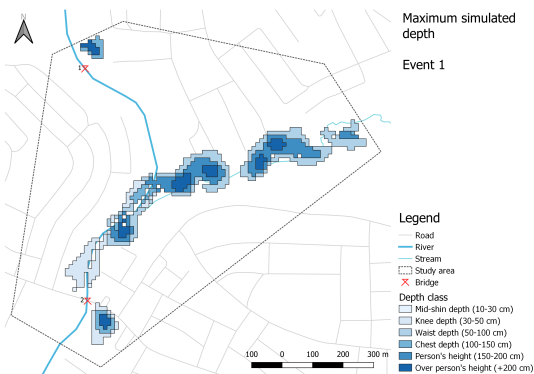 Maximum simulated
depth
Event 1
N
1
2
Legend
Road
River
Stream
Study area
Bridge
Depth class
Mid-shin depth (10-30 cm)
Knee depth (30-50 cm)
Waist depth (50-100 cm)
Chest depth (100-150 cm)
Person's height (150-200 cm)
Over person's height (+200 cm)
100 0 100 200 300 m